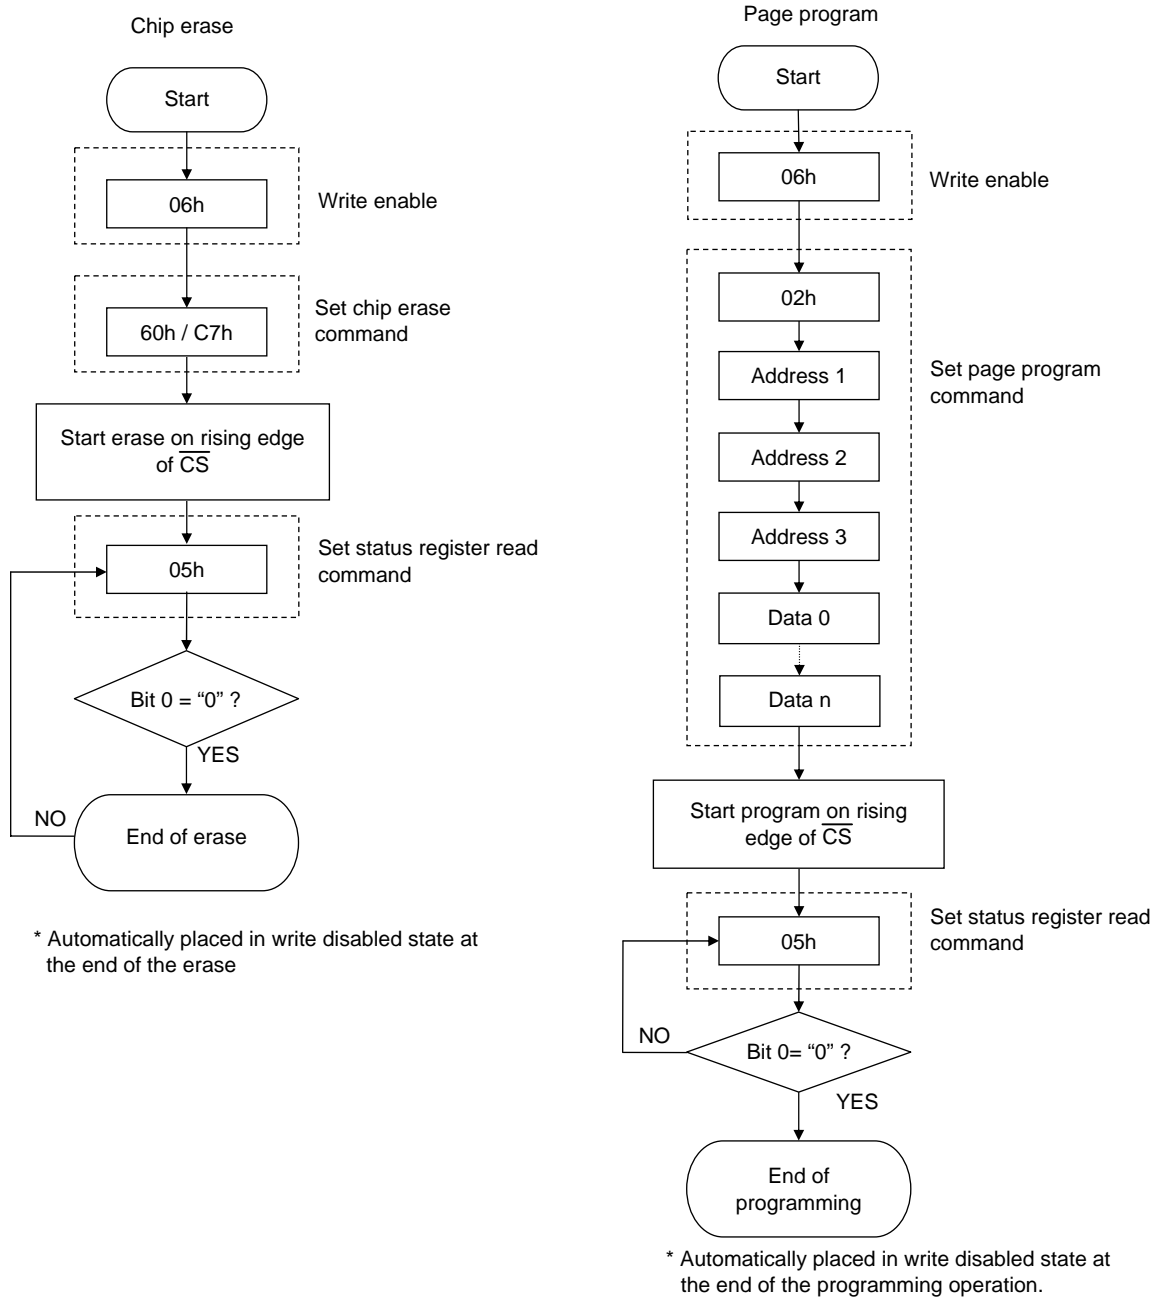 Chip erase
Start
06h
Write enable
60h / C7h
Set chip erase
command
Start erase on rising edge
of C̅S̅
05h
Set status register read
command
Bit 0 = “0” ?
YES
NO
End of erase
* Automatically placed in write disabled state at
the end of the erase
Page program
Start
06h
Write enable
02h
Address 1
Set page program
command
Address 2
Address 3
Data 0
Data n
Start program on rising
edge of C̅S̅
05h
Set status register read
command
NO
Bit 0= “0” ?
YES
End of
programming
* Automatically placed in write disabled state at
the end of the programming operation.